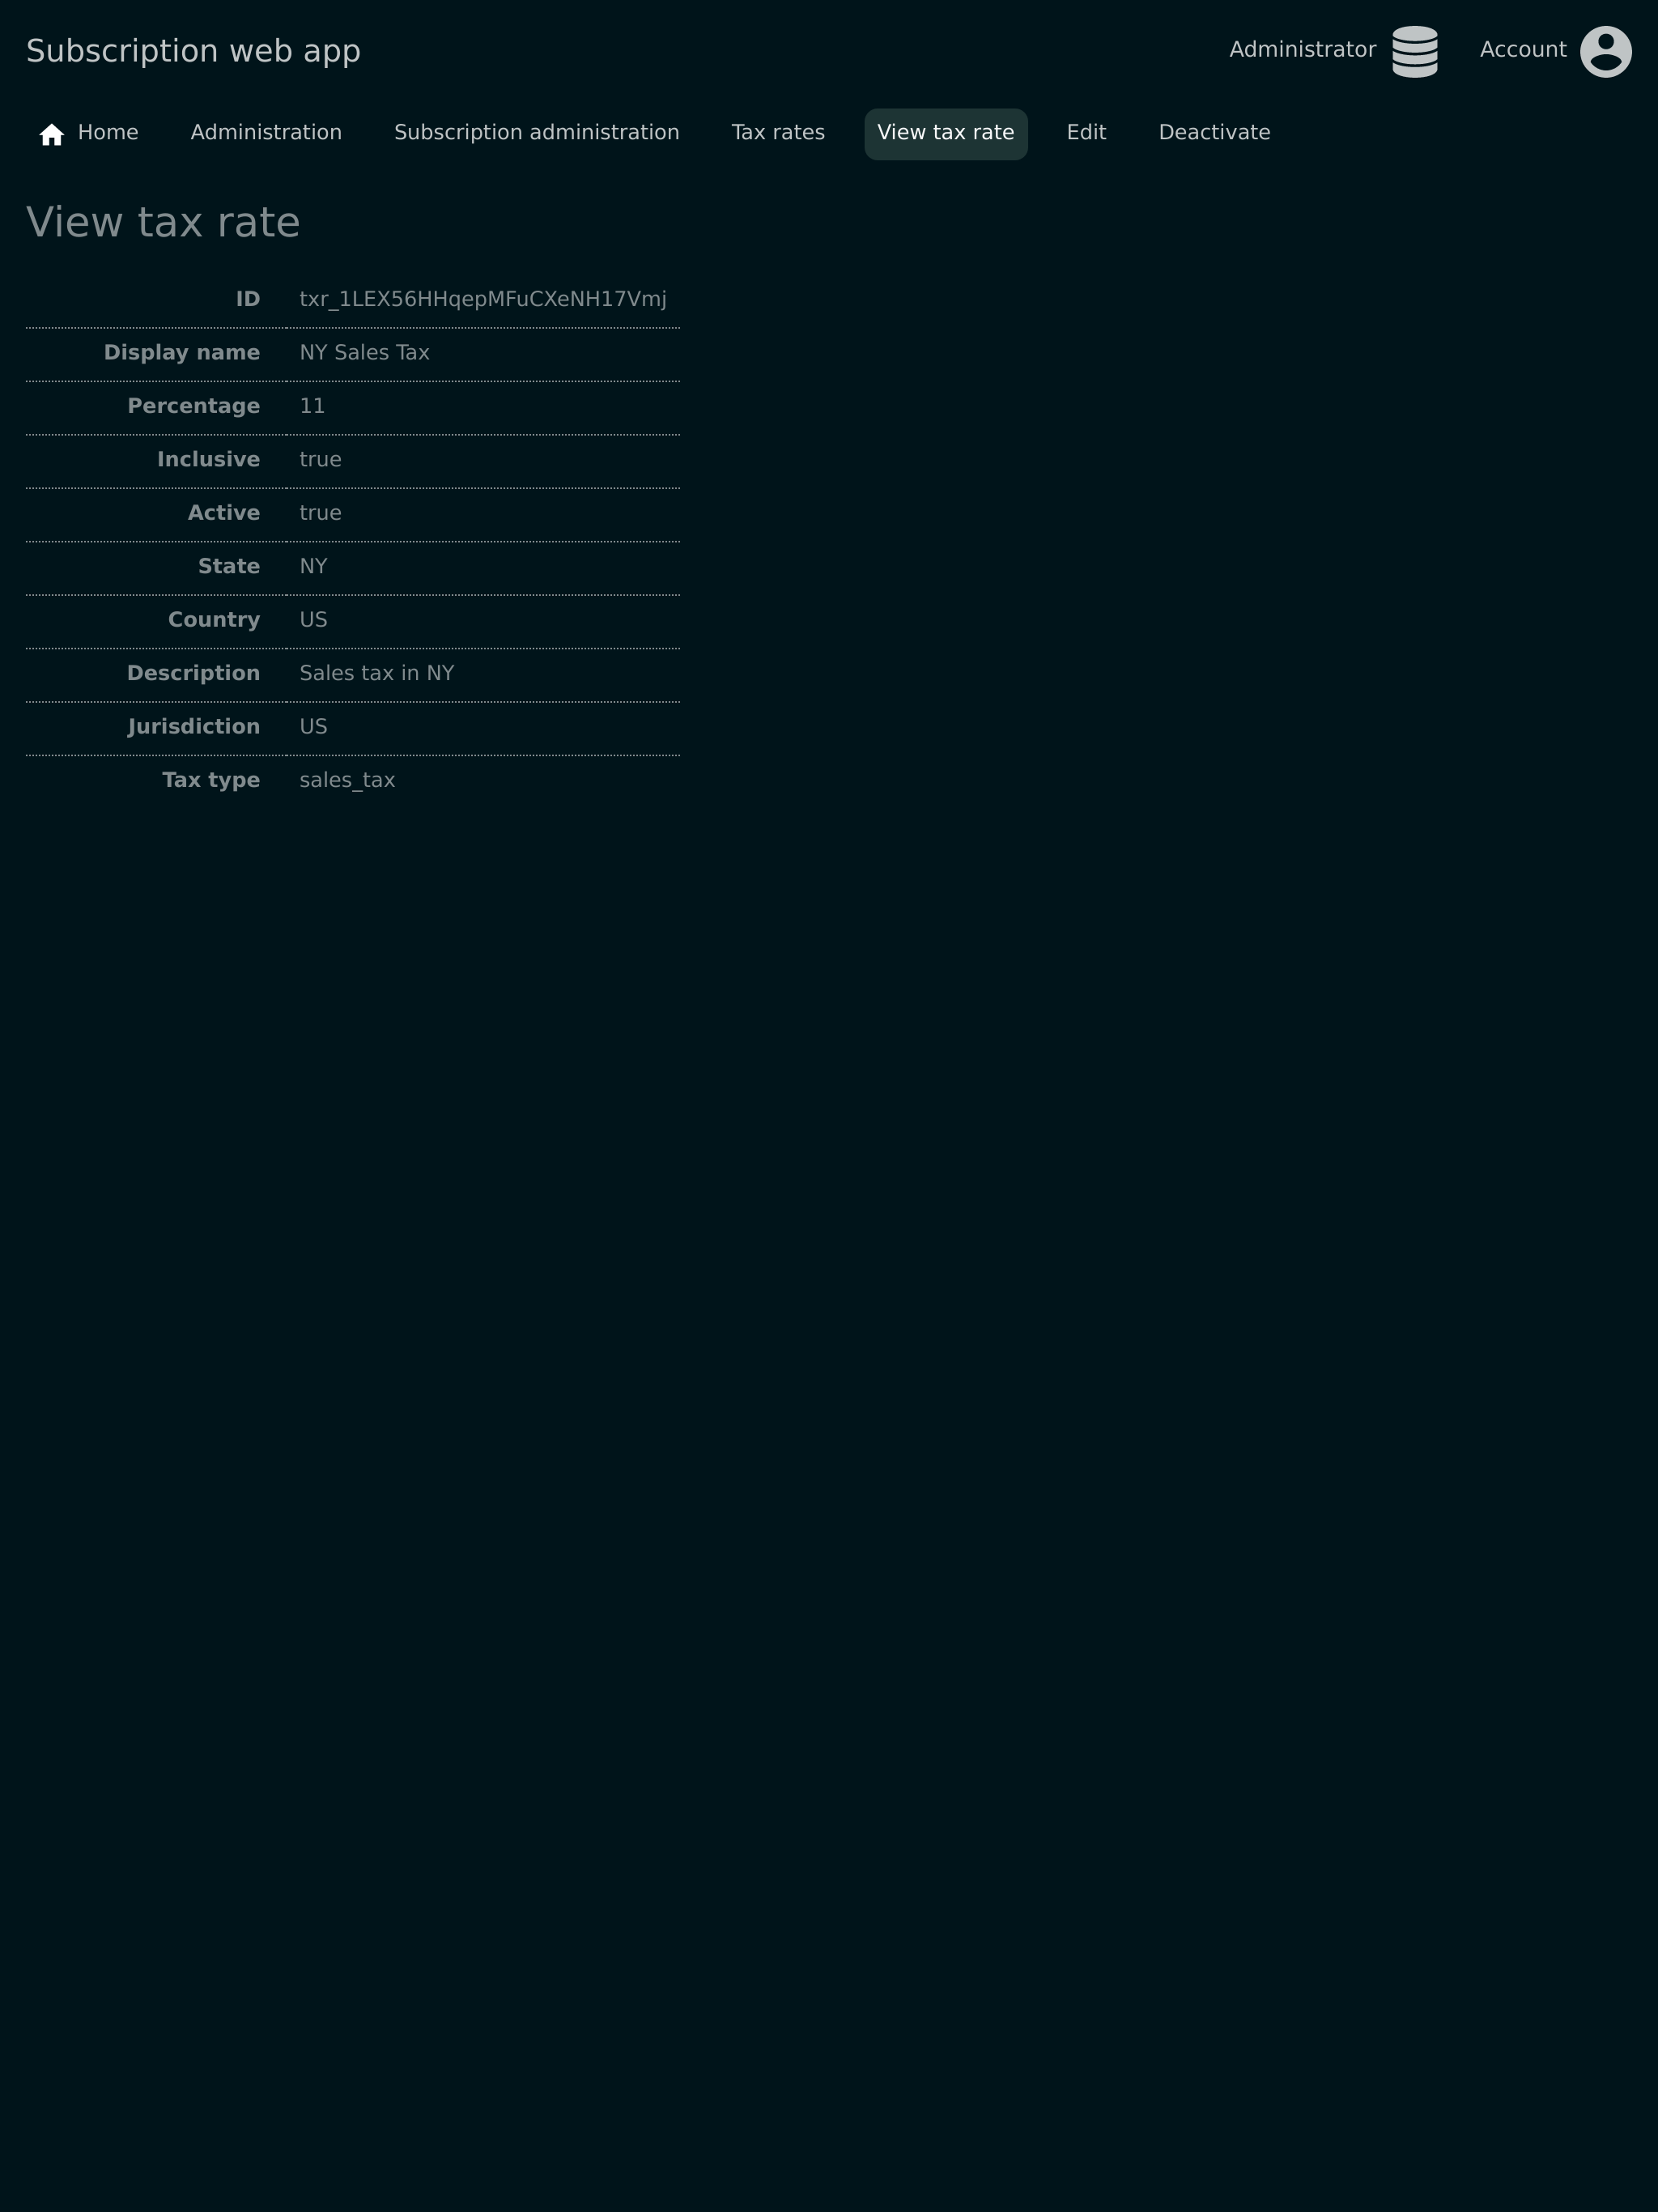 Subscription web app
Administrator Account
Home Administration Subscription administration Tax rates View tax rate Edit Deactivate
View tax rate
ID txr_1LEX56HHqepMFuCXeNH17Vmj
Display name NY Sales Tax
Percentage 11
Inclusive true
Active true
State NY
Country US
Description Sales tax in NY
Jurisdiction US
Tax type sales_tax